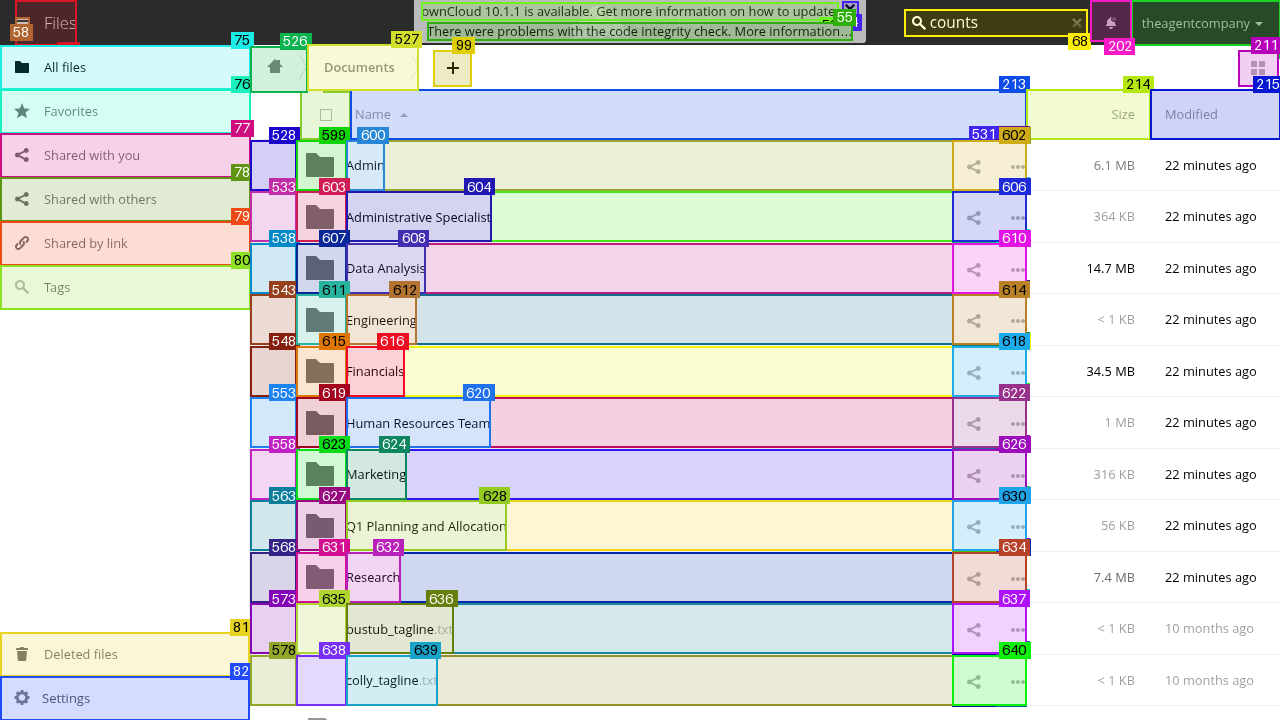 Files
ownCloud 10.1.1 is available. Get more information on how to update
There were problems with the code integrity check. More information…
counts
theagentcompany
58
55
68
202
75
526
527
99
211
All files
Documents
+
76
213
214
215
Favorites
Name
Size
Modified
77
528
599
600
531
602
Shared with you
Admin
6.1 MB
22 minutes ago
78
533
603
604
606
Shared with others
Administrative Specialist
364 KB
22 minutes ago
79
538
607
608
610
Shared by link
Data Analysis
14.7 MB
22 minutes ago
80
543
611
612
614
Tags
Engineering
< 1 KB
22 minutes ago
548
615
616
618
Financials
34.5 MB
22 minutes ago
553
619
620
622
Human Resources Team
1 MB
22 minutes ago
558
623
624
626
Marketing
316 KB
22 minutes ago
563
627
628
630
Q1 Planning and Allocation
56 KB
22 minutes ago
568
631
632
634
Research
7.4 MB
22 minutes ago
573
635
636
637
81
bustub_tagline.txt
< 1 KB
10 months ago
578
638
639
640
Deleted files
82
colly_tagline.txt
< 1 KB
10 months ago
Settings